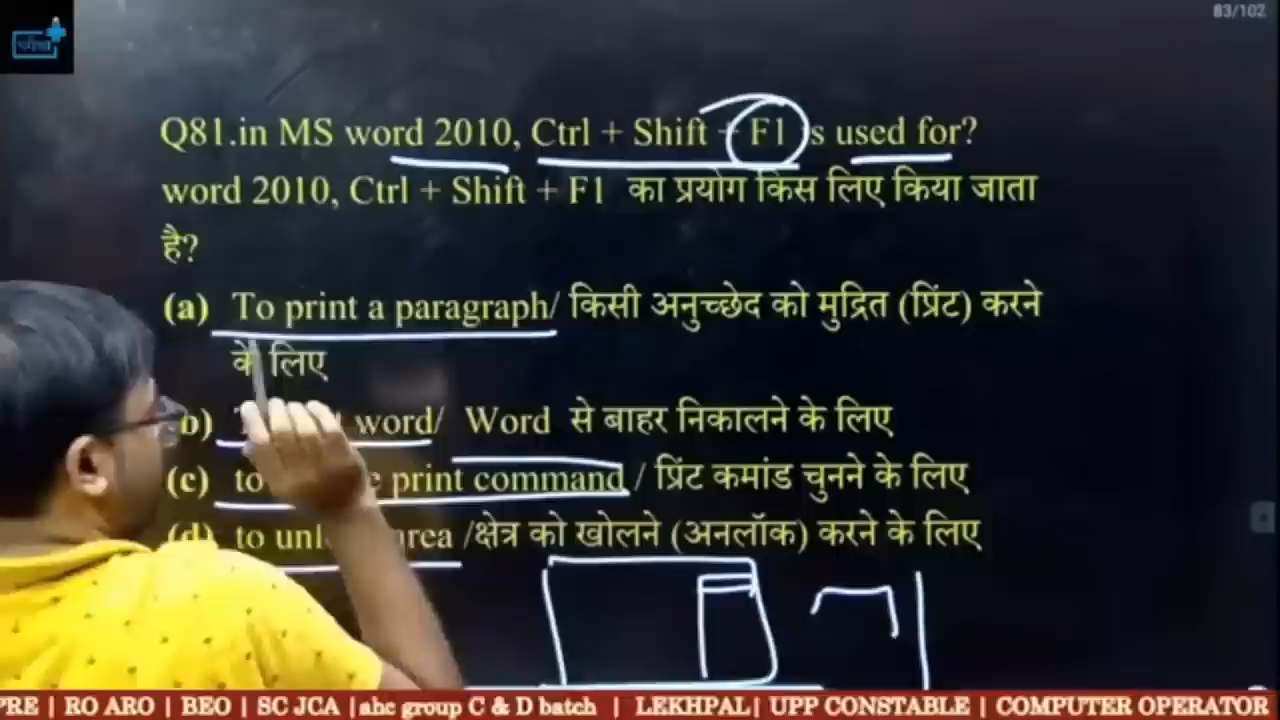 83/102
Q81.in MS word 2010, Ctrl + Shift + F1 is used for?
word 2010, Ctrl + Shift + F1 का प्रयोग किस लिए किया जाता
है?
(a) To print a paragraph/ किसी अनुच्छेद को मुद्रित (प्रिंट) करने
के लिए
b) word/ Word से बाहर निकालने के लिए
(c) to print command / प्रिंट कमांड चुनने के लिए
(d) to area /क्षेत्र को खोलने (अनलॉक) करने के लिए
PRE | RO ARO | BEO | SC JCA |ahc group C & D batch | LEKHPAL| UPP CONSTABLE | COMPUTER OPERATOR